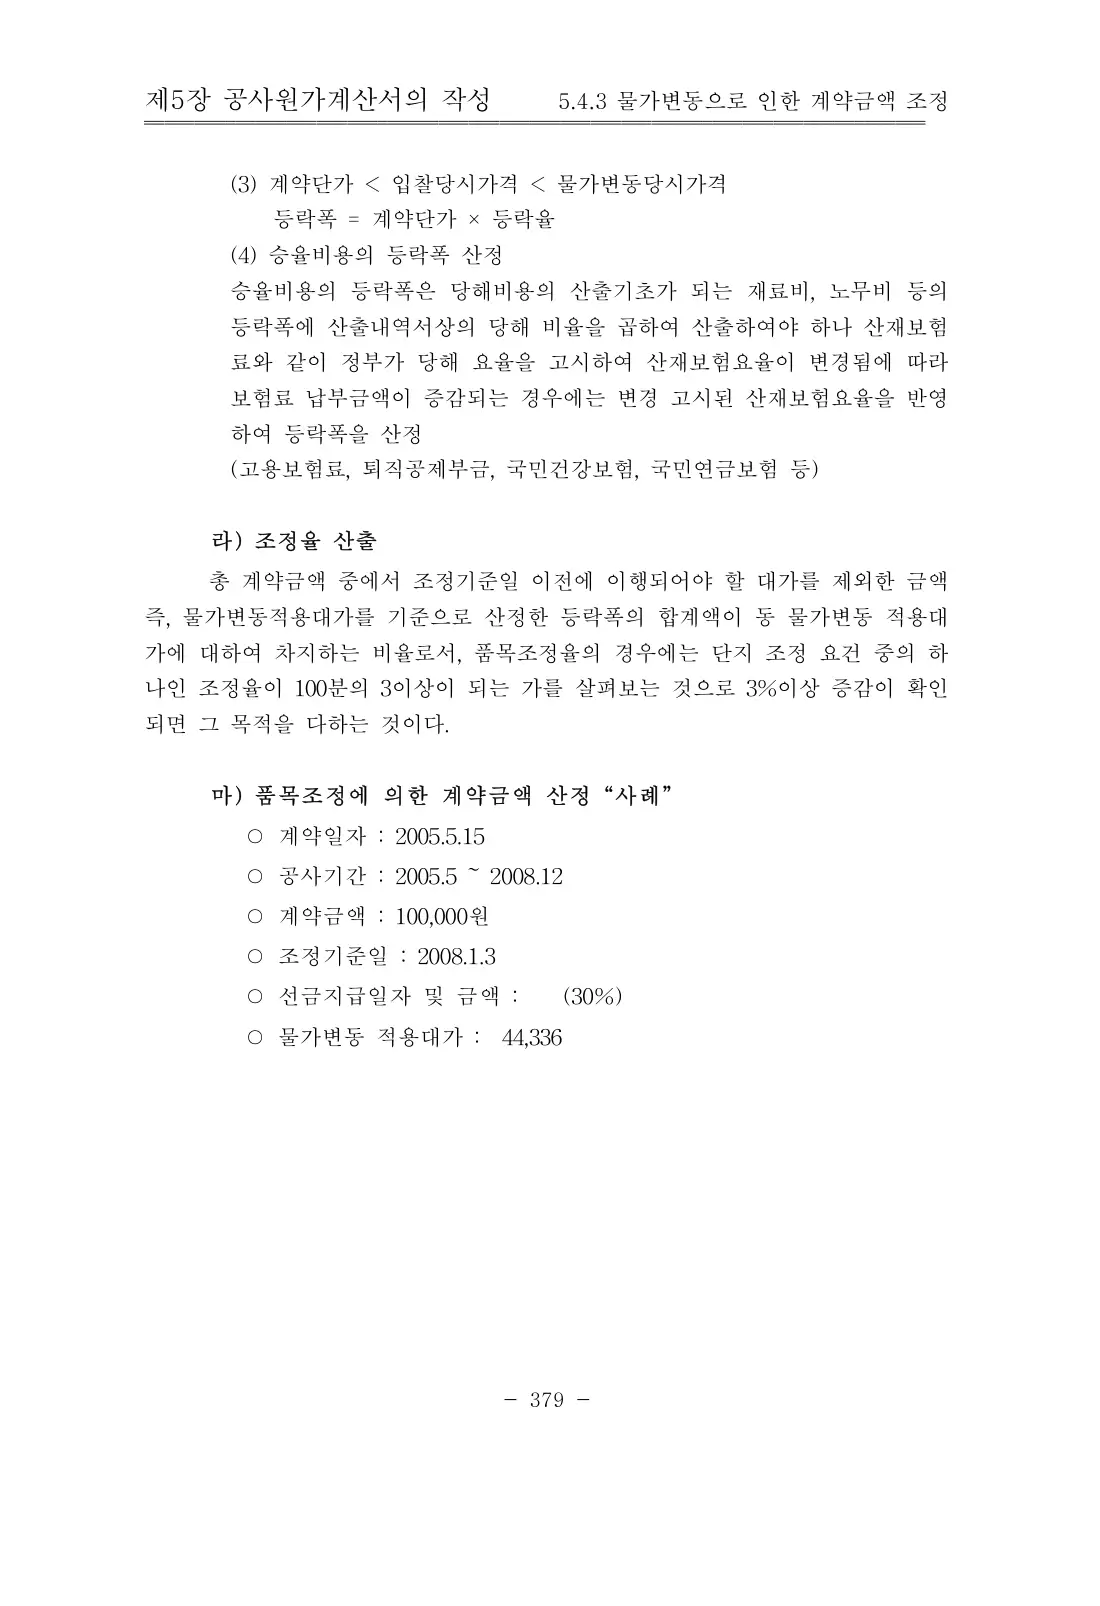 제5장 공사원가계산서의 작성 5.4.3 물가변동으로 인한 계약금액 조정
(3) 계약단가 < 입찰당시가격 < 물가변동당시가격
등락폭 = 계약단가 × 등락율
(4) 승율비용의 등락폭 산정
승율비용의 등락폭은 당해비용의 산출기초가 되는 재료비, 노무비 등의
등락폭에 산출내역서상의 당해 비율을 곱하여 산출하여야 하나 산재보험
료와 같이 정부가 당해 요율을 고시하여 산재보험요율이 변경됨에 따라
보험료 납부금액이 증감되는 경우에는 변경 고시된 산재보험요율을 반영
하여 등락폭을 산정
(고용보험료, 퇴직공제부금, 국민건강보험, 국민연금보험 등)
라) 조정율 산출
총 계약금액 중에서 조정기준일 이전에 이행되어야 할 대가를 제외한 금액
즉, 물가변동적용대가를 기준으로 산정한 등락폭의 합계액이 동 물가변동 적용대
가에 대하여 차지하는 비율로서, 품목조정율의 경우에는 단지 조정 요건 중의 하
나인 조정율이 100분의 3이상이 되는 가를 살펴보는 것으로 3%이상 증감이 확인
되면 그 목적을 다하는 것이다.
마) 품목조정에 의한 계약금액 산정 “사례”
○ 계약일자 : 2005.5.15
○ 공사기간 : 2005.5 ~ 2008.12
○ 계약금액 : 100,000원
○ 조정기준일 : 2008.1.3
○ 선금지급일자 및 금액 : (30%)
○ 물가변동 적용대가 : 44,336
- 379 -